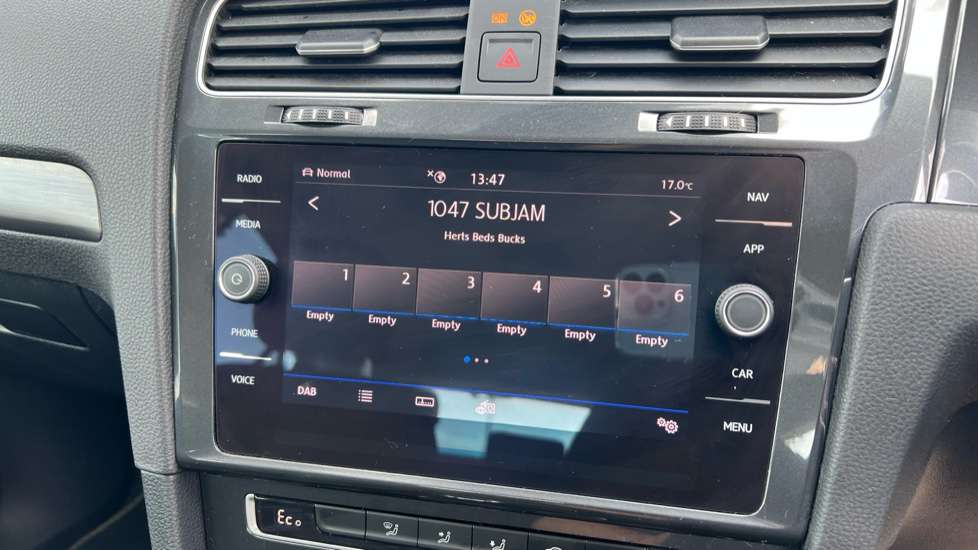 RADIO
MEDIA
PHONE
VOICE
Normal
13:47
17.0°C
1047 SUBJAM
Herts Beds Bucks
1 2 3 4 5 6
Empty Empty Empty Empty Empty Empty
DAB
NAV
APP
CAR
MENU
Eco